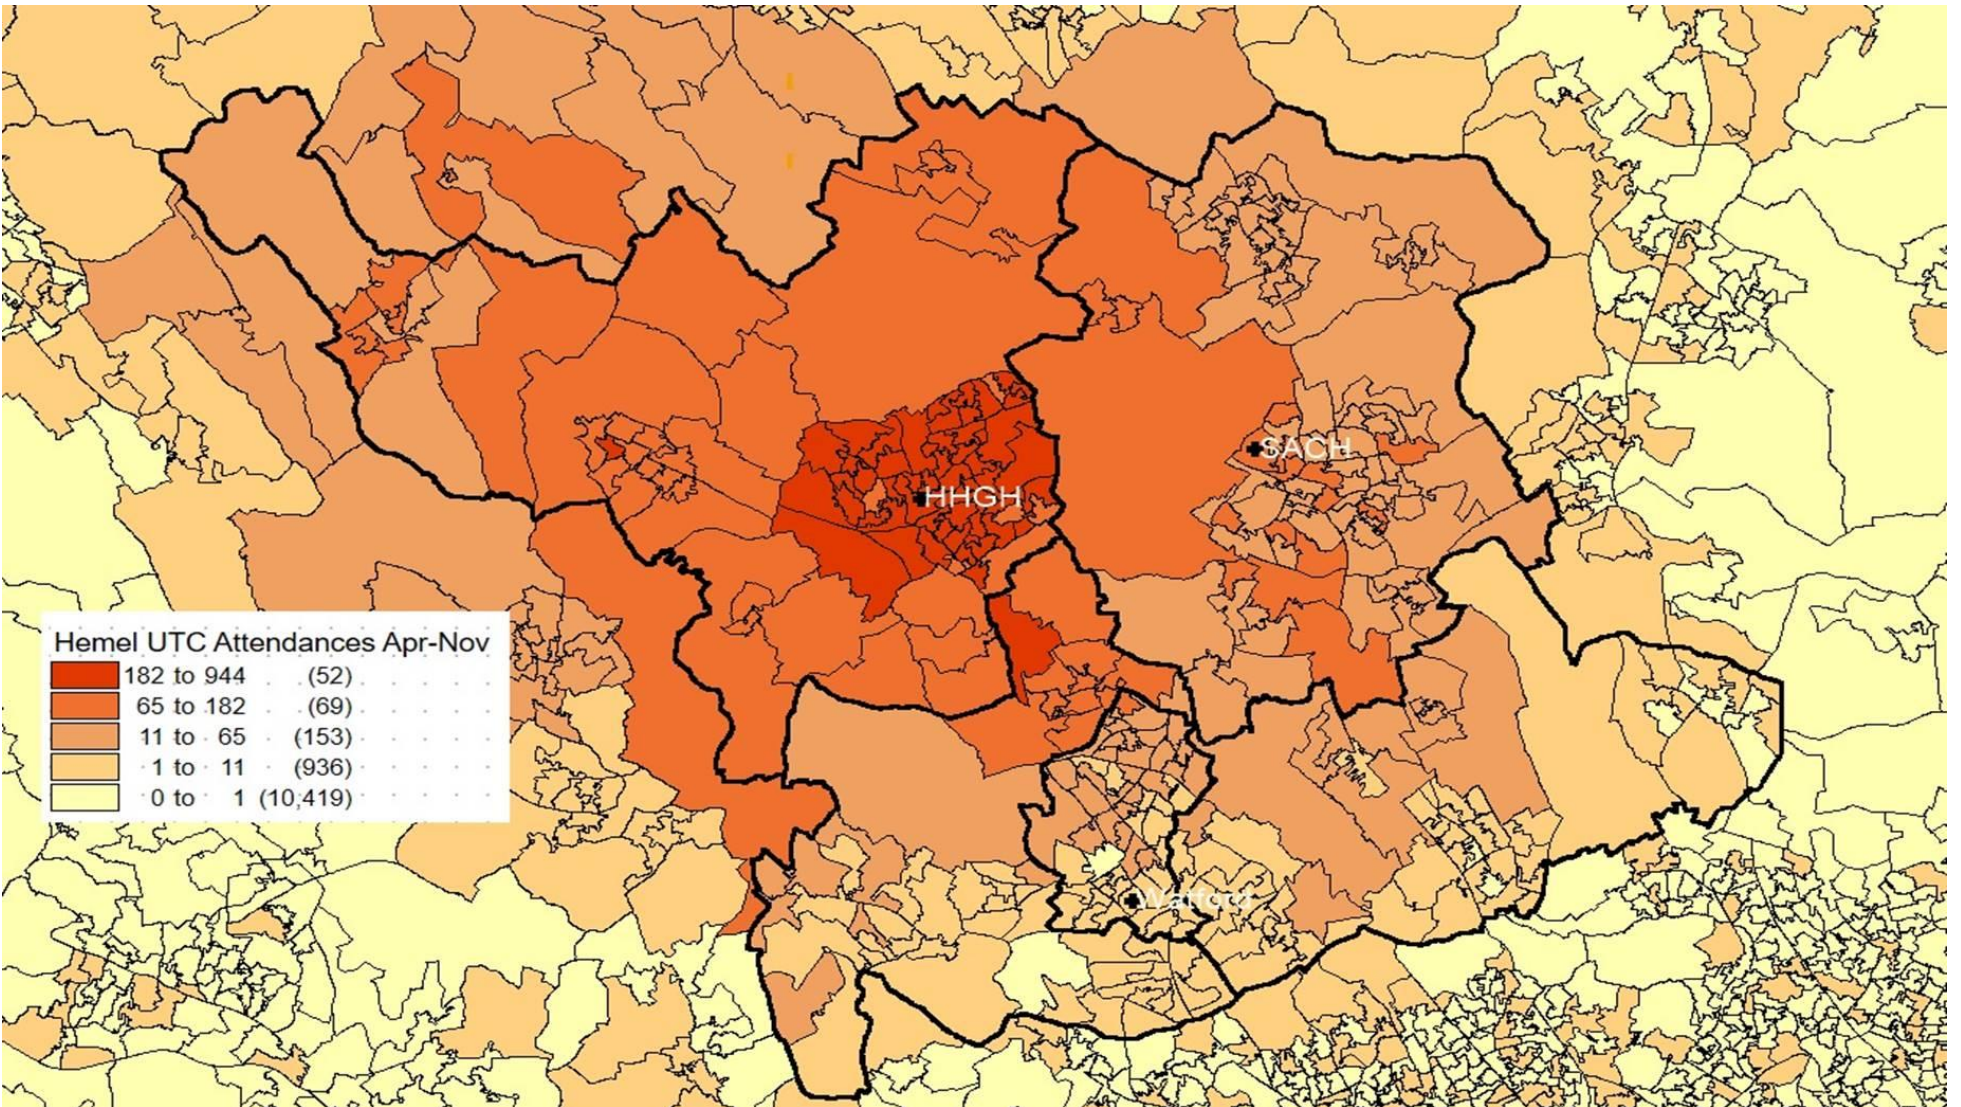 SACH
HHGH
Hemel UTC Attendances Apr-Nov
182 to 944 (52)
65 to 182 (69)
11 to 65 (153)
1 to 11 (936)
0 to 1 (10,419)
Watford